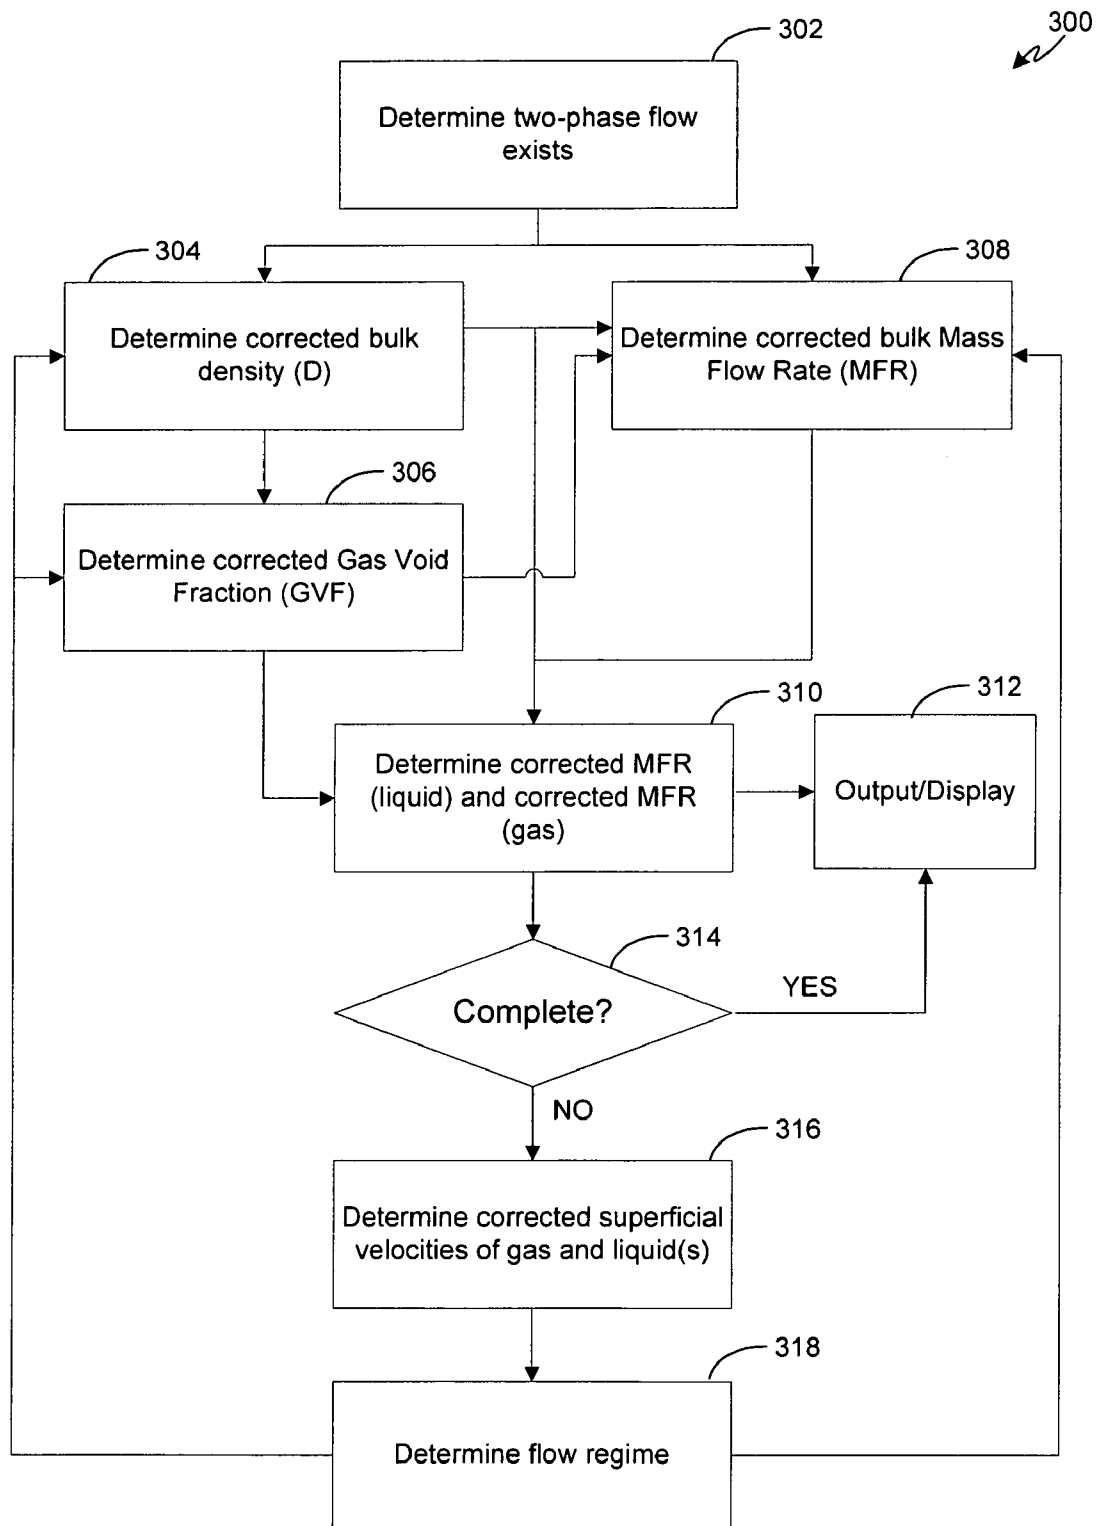 300
302
Determine two-phase flow
exists
304
Determine corrected bulk
density (D)
308
Determine corrected bulk Mass
Flow Rate (MFR)
306
Determine corrected Gas Void
Fraction (GVF)
310
Determine corrected MFR
(liquid) and corrected MFR
(gas)
312
Output/Display
314
Complete?
YES
NO
316
Determine corrected superficial
velocities of gas and liquid(s)
318
Determine flow regime